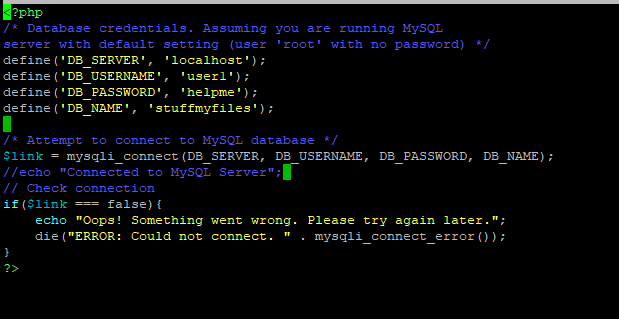 <?php
/* Database credentials. Assuming you are running MySQL
server with default setting (user 'root' with no password) */
define('DB_SERVER', 'localhost');
define('DB_USERNAME', 'user1');
define('DB_PASSWORD', 'helpme');
define('DB_NAME', 'stuffmyfiles');
/* Attempt to connect to MySQL database */
$link = mysqli_connect(DB_SERVER, DB_USERNAME, DB_PASSWORD, DB_NAME);
//echo "Connected to MySQL Server";
// Check connection
if($link === false){
    echo "Oops! Something went wrong. Please try again later.";
    die("ERROR: Could not connect. " . mysqli_connect_error());
}
?>